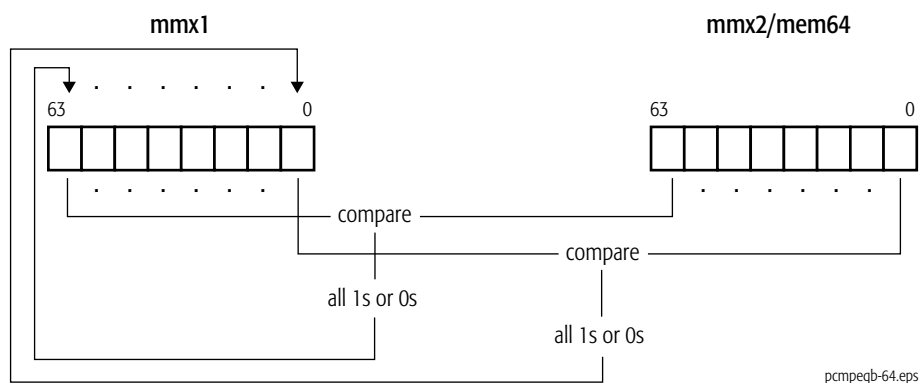 mmx1 mmx2/mem64
. . . . . .
63 0 63 0
. . . . . . . . . . . .
compare
compare
all 1s or 0s
all 1s or 0s
pcmpeqb-64.eps